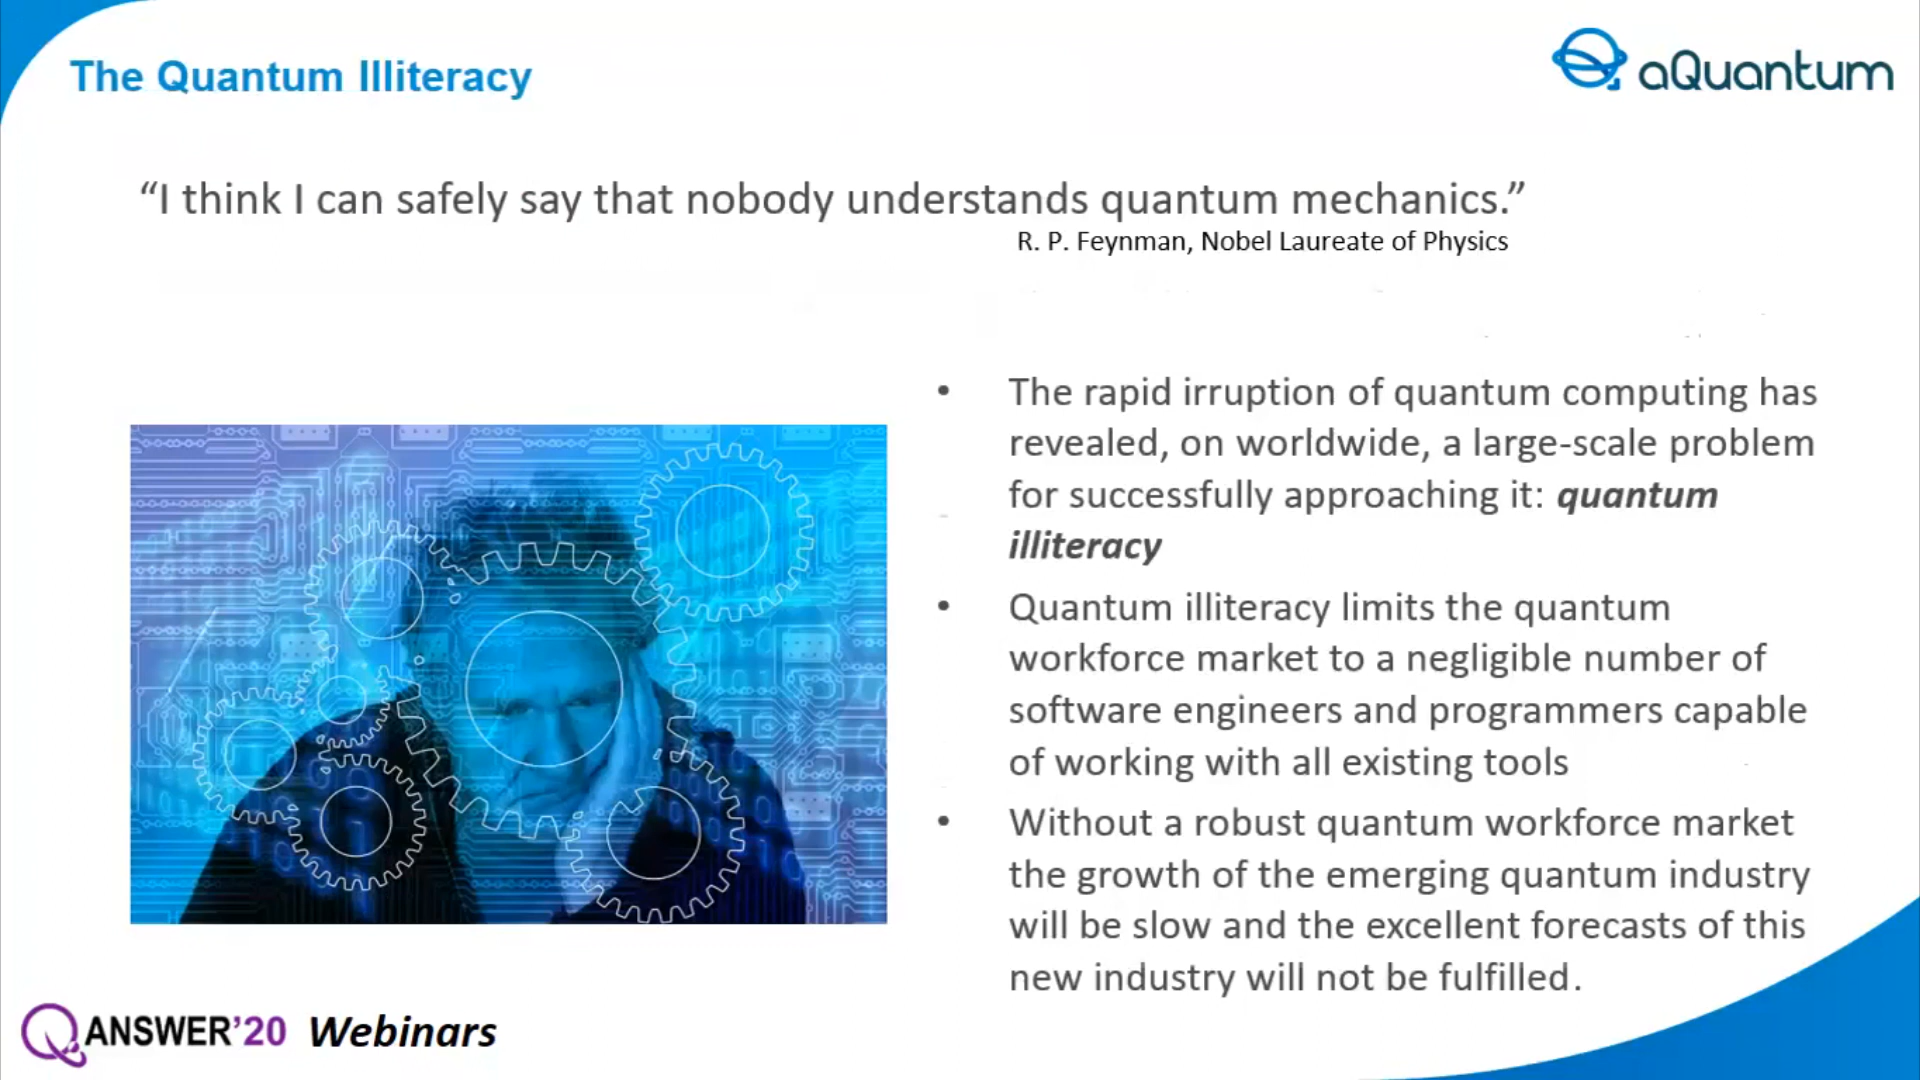 The Quantum Illiteracy
aQuantum
“I think I can safely say that nobody understands quantum mechanics.”
R. P. Feynman, Nobel Laureate of Physics
• The rapid irruption of quantum computing has
revealed, on worldwide, a large-scale problem
for successfully approaching it: quantum
illiteracy
• Quantum illiteracy limits the quantum
workforce market to a negligible number of
software engineers and programmers capable
of working with all existing tools
• Without a robust quantum workforce market
the growth of the emerging quantum industry
will be slow and the excellent forecasts of this
new industry will not be fulfilled.
QANSWER’20 Webinars